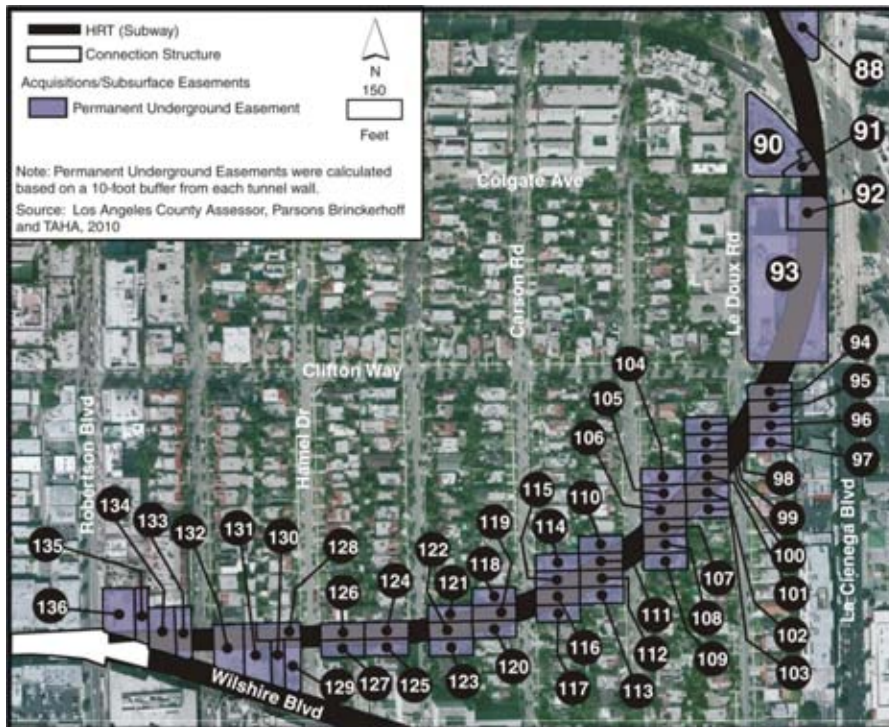 HRT (Subway)
Connection Structure
Acquisitions/Subsurface Easements
Permanent Underground Easement
N
150
Feet
Note: Permanent Underground Easements were calculated
based on a 10-foot buffer from each tunnel wall.
Source: Los Angeles County Assessor, Parsons Brinckerhoff
and TAHA, 2010
88
90
91
92
93
Colgate Ave
Carson Rd
Le Doux Rd
Clifton Way
Hamel Dr
Robertson Blvd
La Cienega Blvd
Wilshire Blvd
94
95
96
97
98
99
100
101
102
103
104
105
106
107
108
109
110
111
112
113
114
115
116
117
118
119
120
121
122
123
124
125
126
127
128
129
130
131
132
133
134
135
136